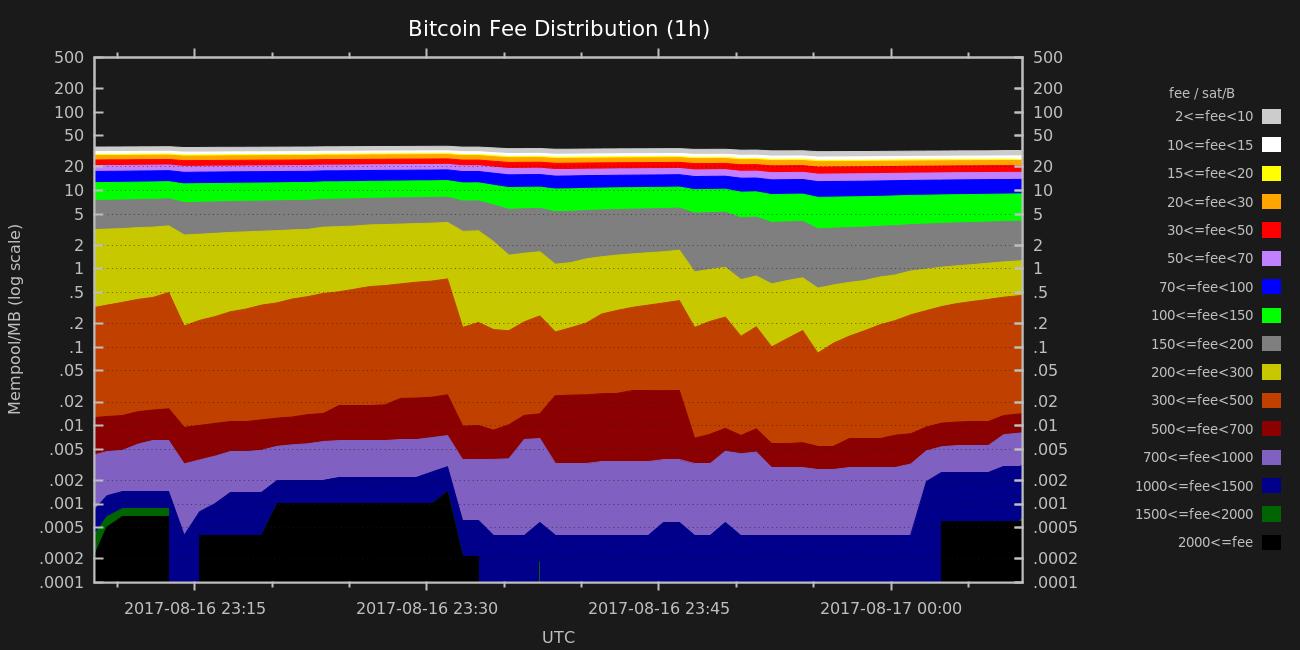 Bitcoin Fee Distribution (1h)
Mempool/MB (log scale)
500
200
100
50
20
10
5
2
1
.5
.2
.1
.05
.02
.01
.005
.002
.001
.0005
.0002
.0001
500
200
100
50
20
10
5
2
1
.5
.2
.1
.05
.02
.01
.005
.002
.001
.0005
.0002
.0001
2017-08-16 23:15
2017-08-16 23:30
2017-08-16 23:45
2017-08-17 00:00
UTC
fee / sat/B
2<=fee<10
10<=fee<15
15<=fee<20
20<=fee<30
30<=fee<50
50<=fee<70
70<=fee<100
100<=fee<150
150<=fee<200
200<=fee<300
300<=fee<500
500<=fee<700
700<=fee<1000
1000<=fee<1500
1500<=fee<2000
2000<=fee